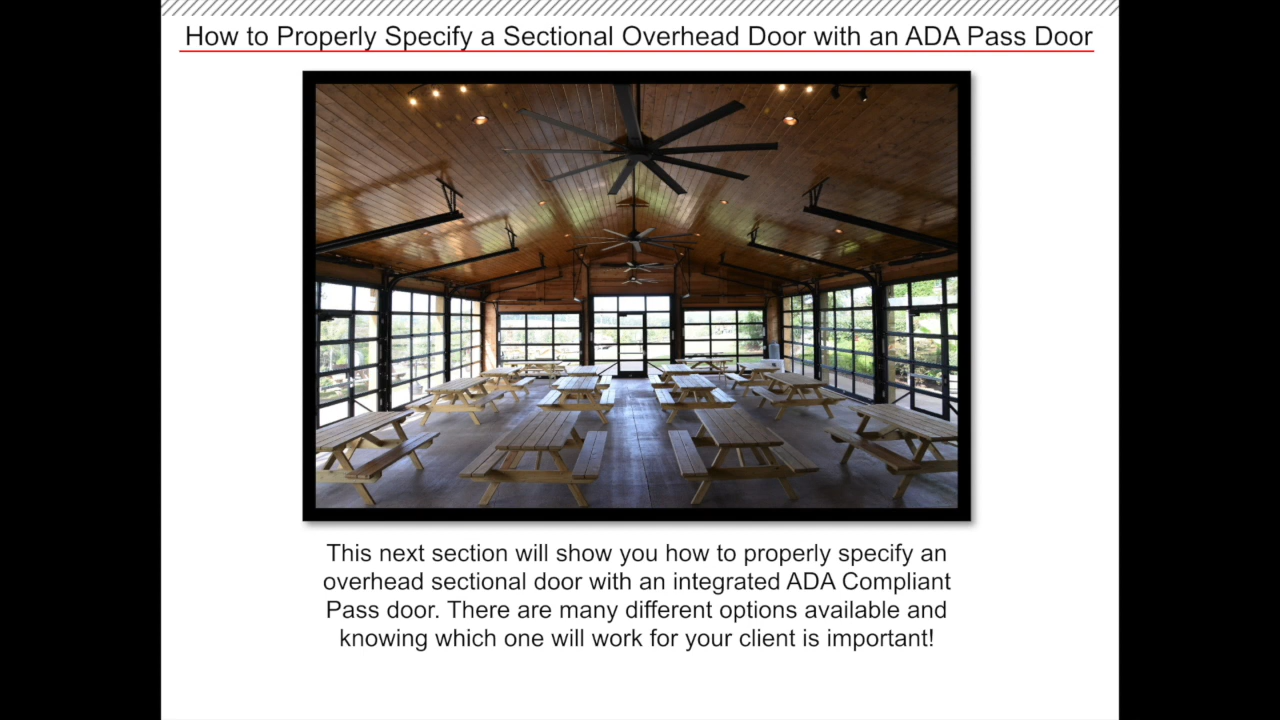 How to Properly Specify a Sectional Overhead Door with an ADA Pass Door
This next section will show you how to properly specify an
overhead sectional door with an integrated ADA Compliant
Pass door. There are many different options available and
knowing which one will work for your client is important!